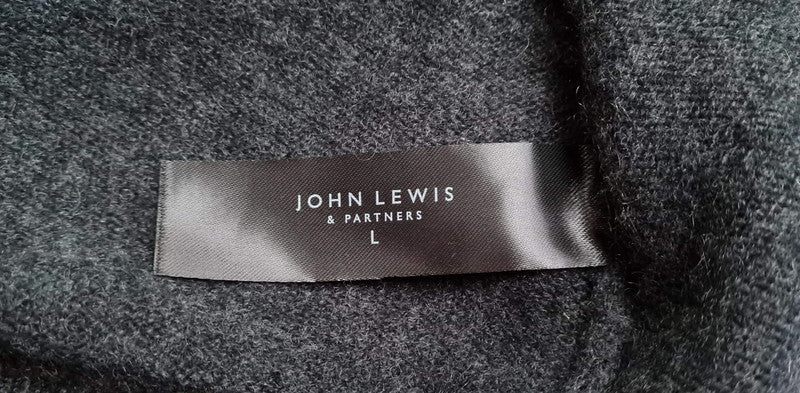 JOHN LEWIS
& PARTNERS
L